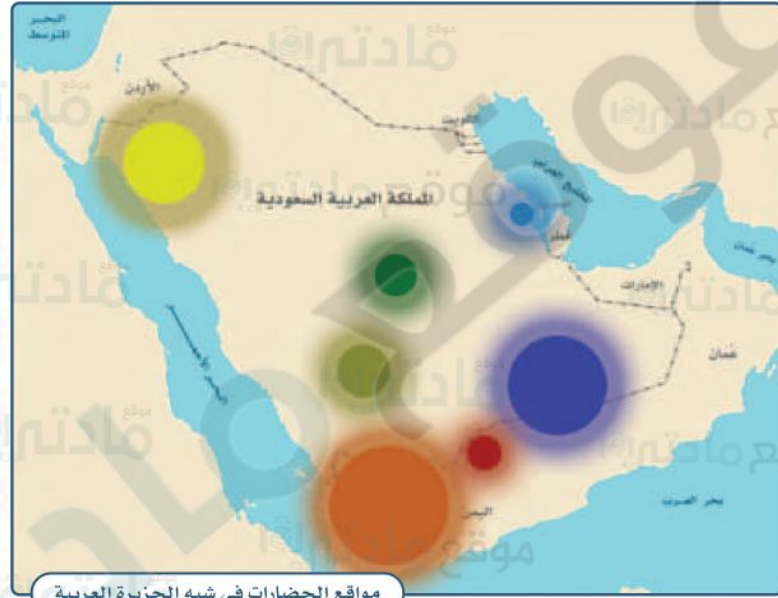 البحر
المتوسط
الأردن
الكويت
الخليج العربي
المملكة العربية السعودية
قطر
بحر عمان
الإمارات
عُمان
البحر الأحمر
اليمن
بحر العرب
مواقع الحضارات في شبه الجزيرة العربية
موقع مادتي